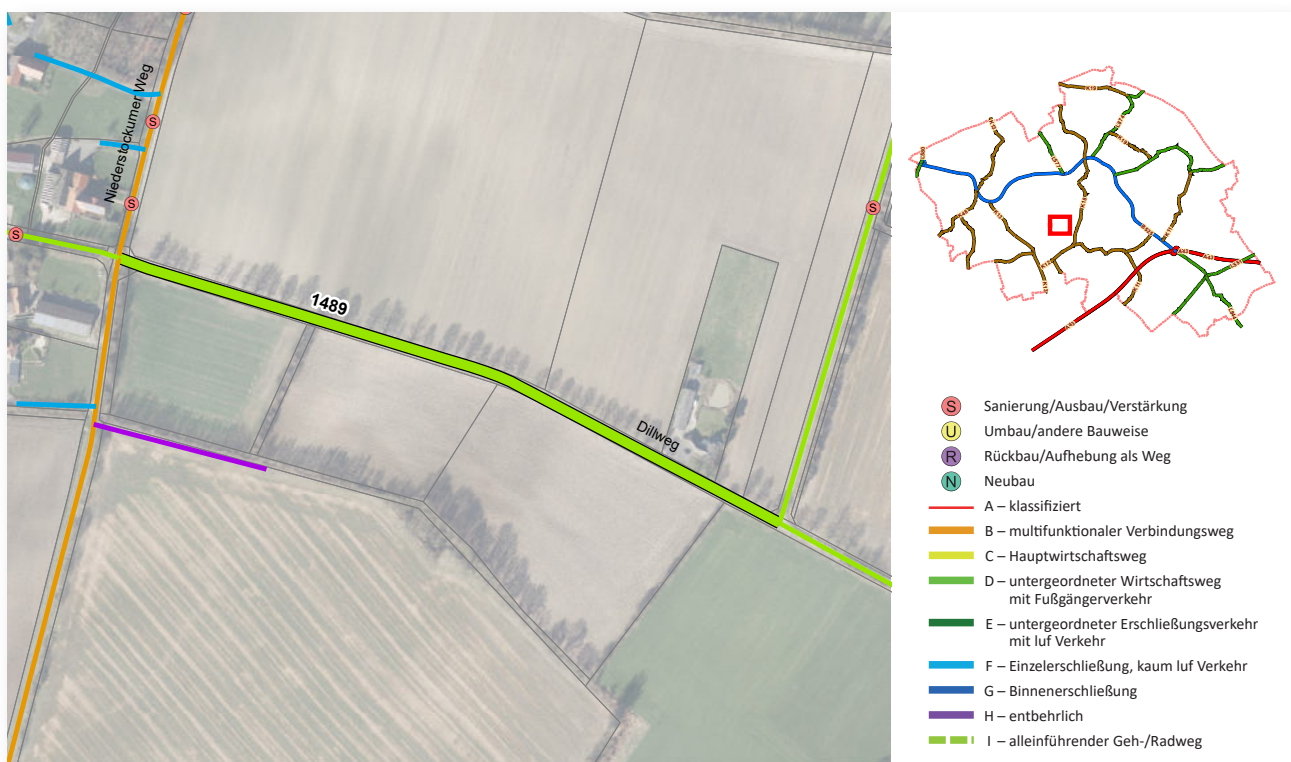 Niederstockumer Weg
S
S
S
S
1489
Dillweg
S Sanierung/Ausbau/Verstärkung
U Umbau/andere Bauweise
R Rückbau/Aufhebung als Weg
N Neubau
A – klassifiziert
B – multifunktionaler Verbindungsweg
C – Hauptwirtschaftsweg
D – untergeordneter Wirtschaftsweg
mit Fußgängerverkehr
E – untergeordneter Erschließungsverkehr
mit luf Verkehr
F – Einzelerschließung, kaum luf Verkehr
G – Binnenerschließung
H – entbehrlich
I – alleinführender Geh-/Radweg